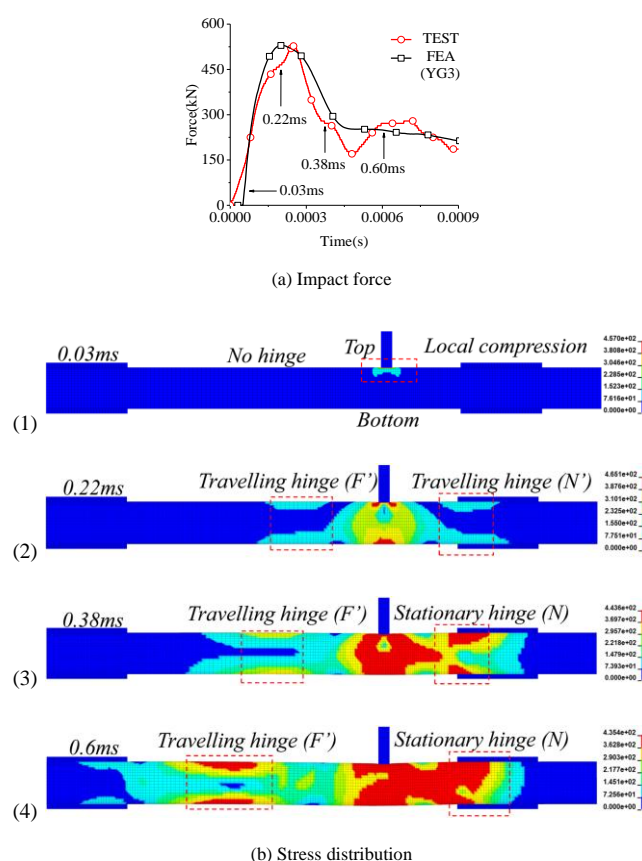 600
450
300
150
0
Force(kN)
TEST
FEA
(YG3)
0.22ms
0.38ms
0.60ms
0.03ms
0.0000 0.0003 0.0006 0.0009
Time(s)
(a) Impact force
(1)
0.03ms
No hinge
Top
Local compression
Bottom
4.570e+02
3.808e+02
3.046e+02
2.285e+02
1.523e+02
7.616e+01
0.000e+00
(2)
0.22ms
Travelling hinge (F’)
Travelling hinge (N’)
4.651e+02
3.876e+02
3.101e+02
2.325e+02
1.550e+02
7.751e+01
0.000e+00
(3)
0.38ms
Travelling hinge (F’)
Stationary hinge (N)
4.436e+02
3.697e+02
2.957e+02
2.218e+02
1.479e+02
7.393e+01
0.000e+00
(4)
0.6ms
Travelling hinge (F’)
Stationary hinge (N)
4.354e+02
3.628e+02
2.903e+02
2.177e+02
1.451e+02
7.256e+01
0.000e+00
(b) Stress distribution